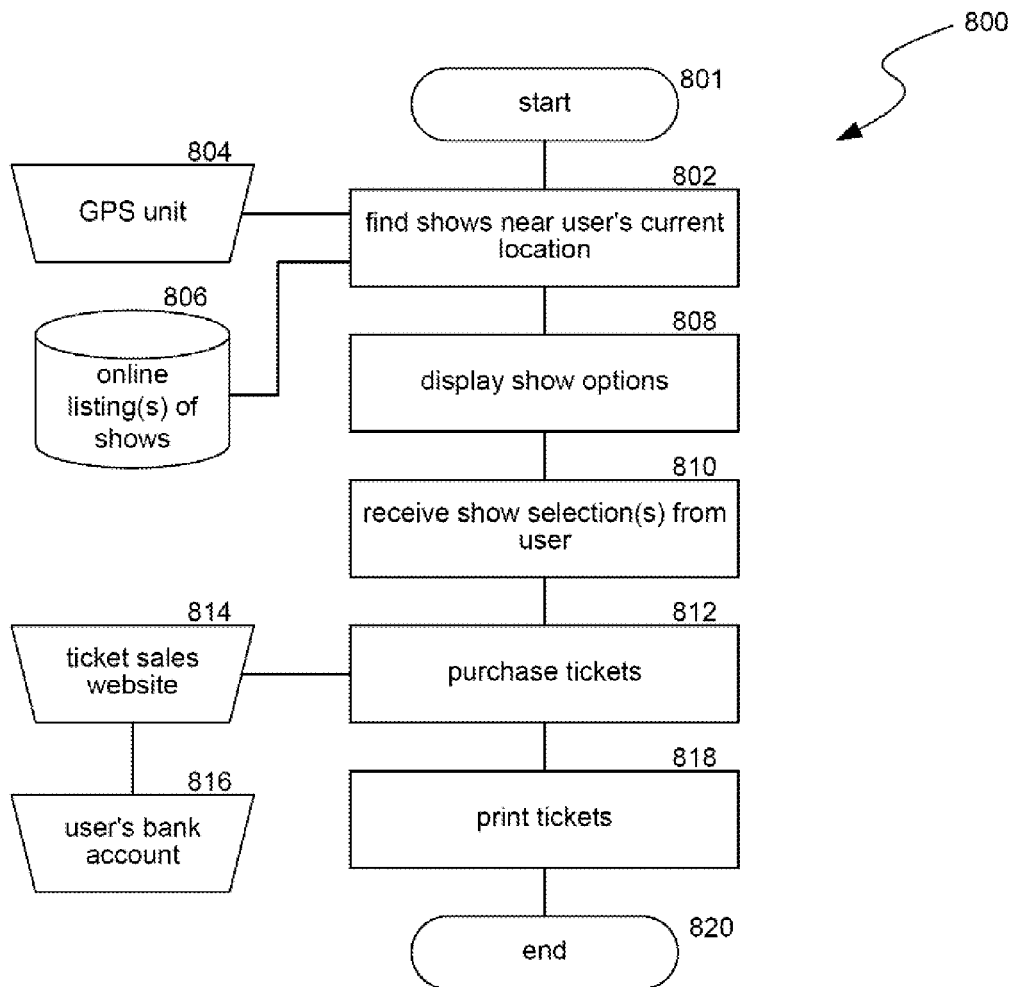 800
801
start
804
GPS unit
802
find shows near user's current
location
806
online
listing(s) of
shows
808
display show options
810
receive show selection(s) from
user
814
ticket sales
website
812
purchase tickets
816
user's bank
account
818
print tickets
820
end